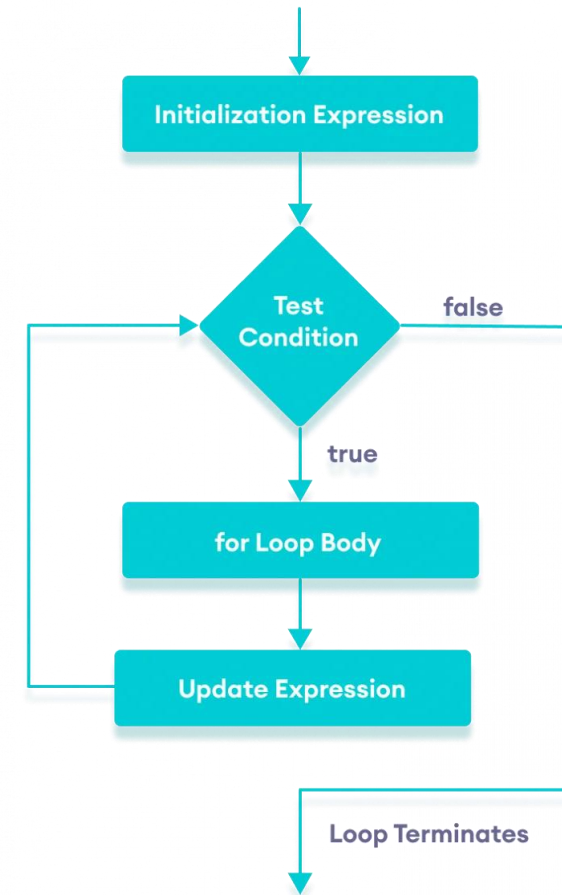 Initialization Expression
Test
Condition
false
true
for Loop Body
Update Expression
Loop Terminates